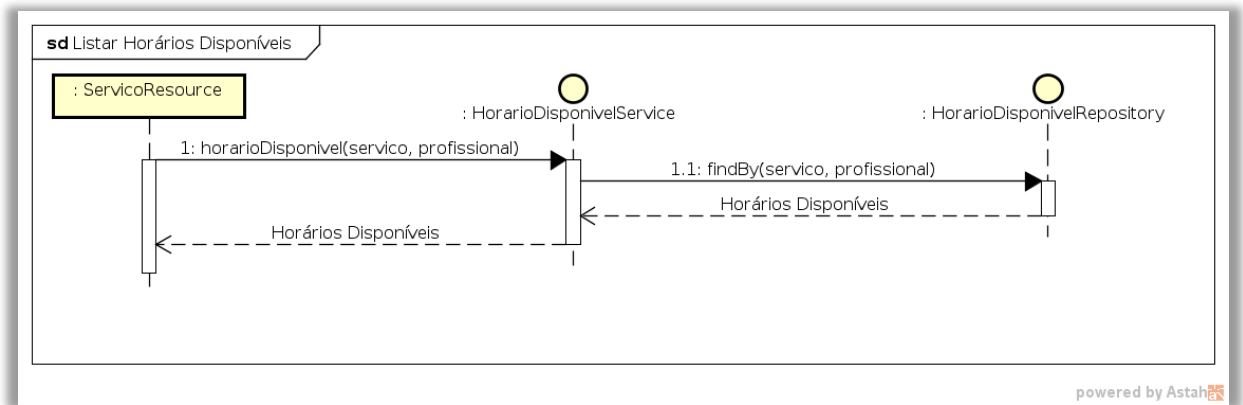 sd Listar Horários Disponíveis
: ServicoResource
: HorarioDisponivelService
: HorarioDisponivelRepository
1: horarioDisponivel(servico, profissional)
1.1: findBy(servico, profissional)
Horários Disponíveis
Horários Disponíveis
powered by Astah